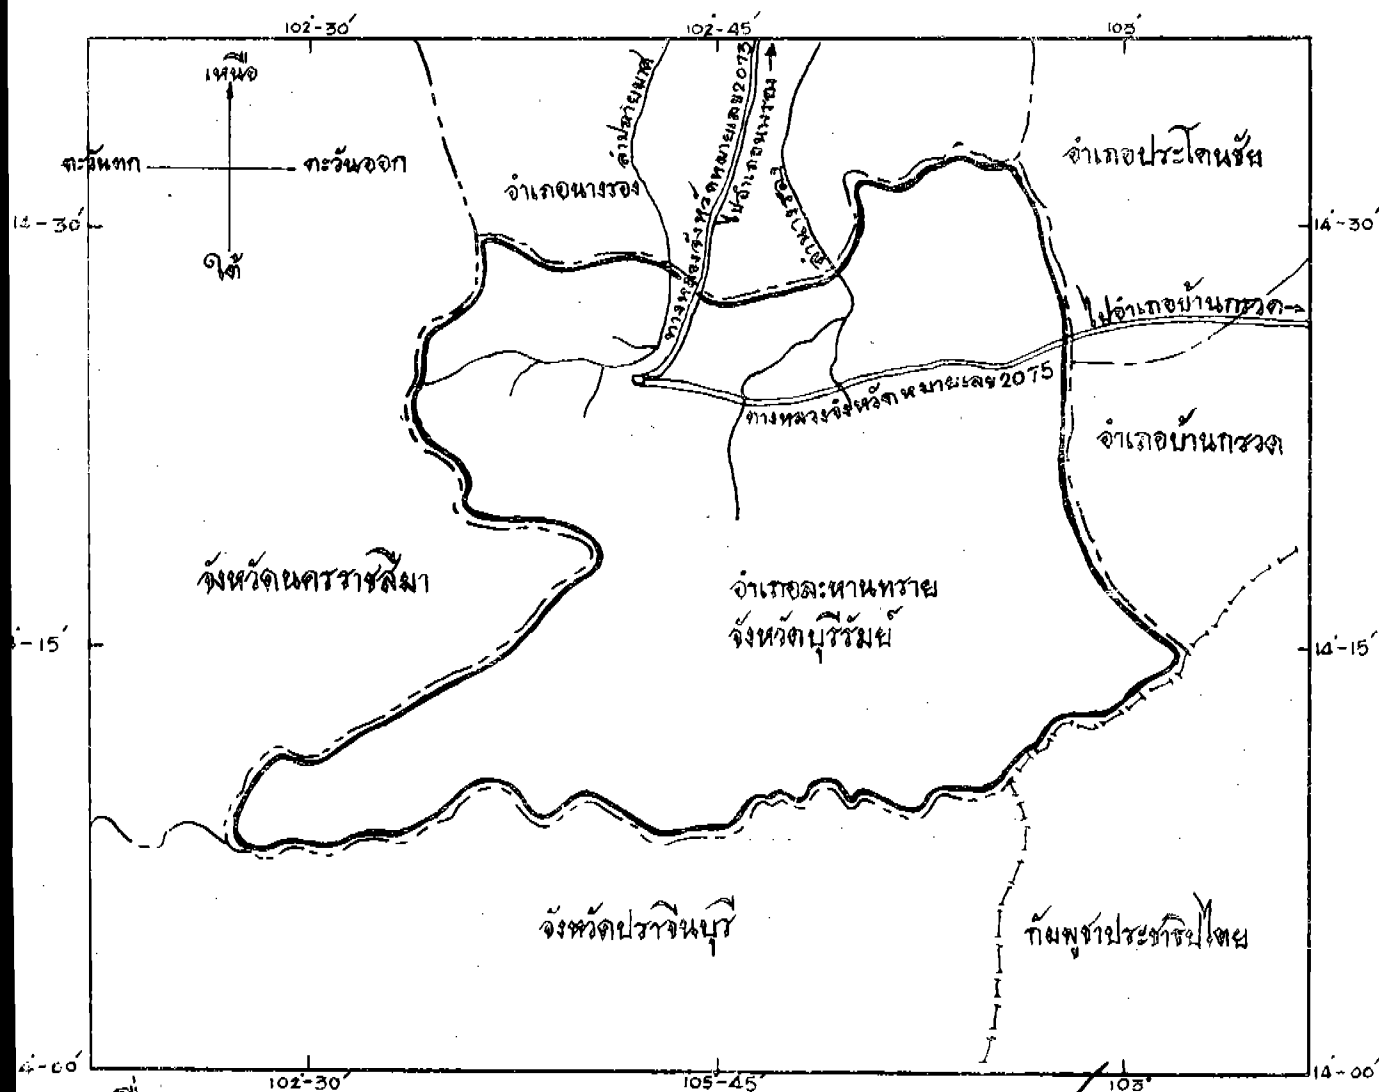 102°-30′
102°-45′
103°
เหนือ
ตะวันตก
ตะวันออก
ใต้
อำเภอนางรอง
ลำปลายมาศ
ทางหลวงจังหวัดหมายเลข 2073
ไปอำเภอนางรอง
อำเภอประโคนชัย
14°-30′
14°-30′
ไปอำเภอบ้านกรวด
ทางหลวงจังหวัดหมายเลข 2075
อำเภอบ้านกรวด
จังหวัดนครราชสีมา
อำเภอละหานทราย
จังหวัดบุรีรัมย์
-15′
14°-15′
จังหวัดปราจีนบุรี
กัมพูชาประชาธิปไตย
4°-00′
14°-00′
102°-30′
105°-45′
103°